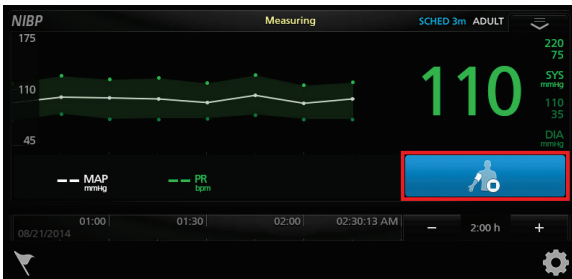 NIBP Measuring SCHED 3m ADULT
175
110
45
110
220
75
SYS
mmHg
110
35
DIA
mmHg
-- MAP
mmHg
-- PR
bpm
01:00 01:30 02:00 02:30:13 AM
08/21/2014
− 2:00 h +